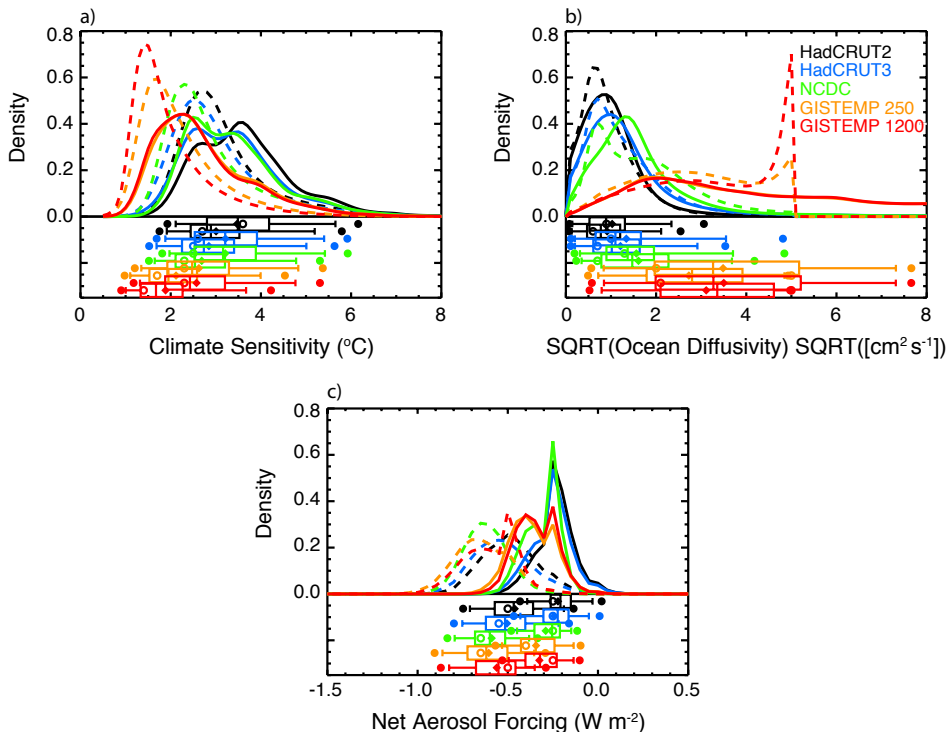 a)
b)
0.8
0.6
0.4
0.2
0.0
Density
0 2 4 6 8
Climate Sensitivity (°C)
0.8
0.6
0.4
0.2
0.0
Density
HadCRUT2
HadCRUT3
NCDC
GISTEMP 250
GISTEMP 1200
0 2 4 6 8
SQRT(Ocean Diffusivity) SQRT([cm² s⁻¹])
c)
0.8
0.6
0.4
0.2
0.0
Density
-1.5 -1.0 -0.5 0.0 0.5
Net Aerosol Forcing (W m⁻²)